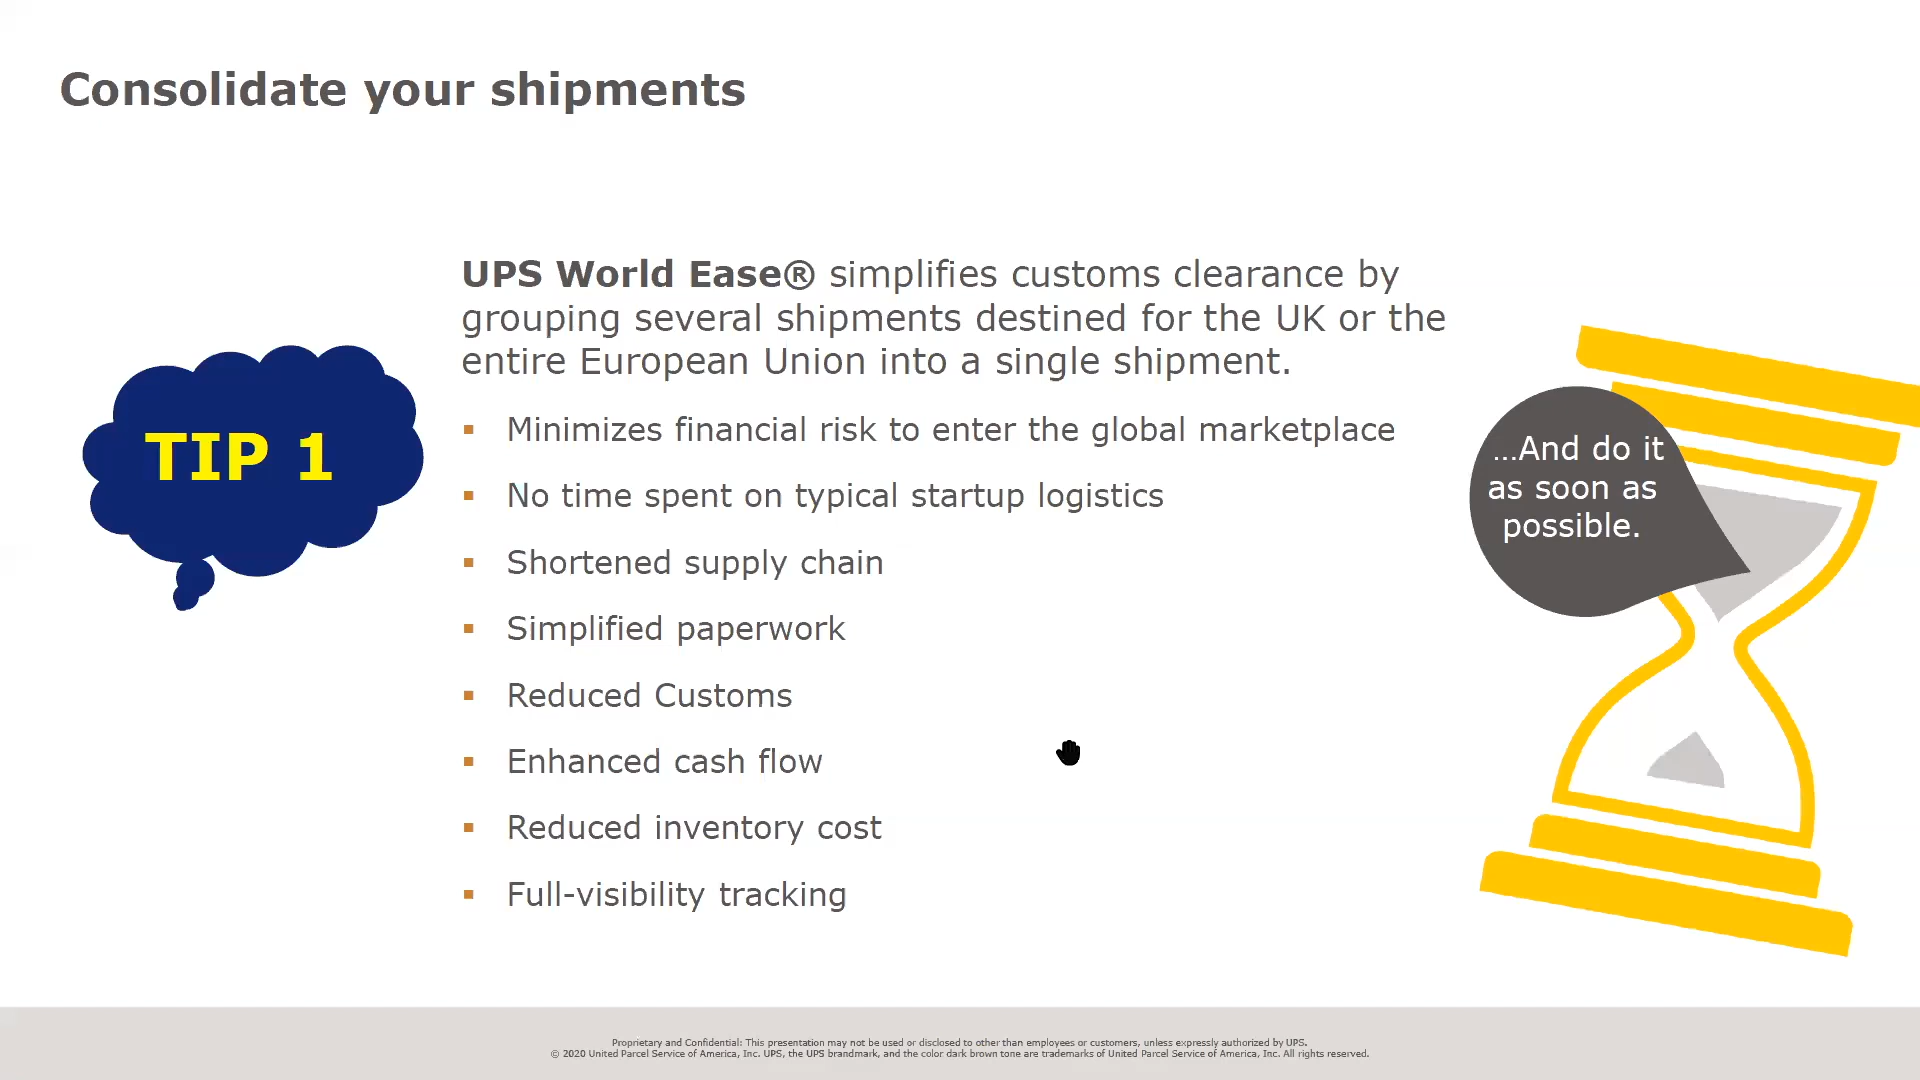 Consolidate your shipments
UPS World Ease® simplifies customs clearance by
grouping several shipments destined for the UK or the
entire European Union into a single shipment.
TIP 1
▪ Minimizes financial risk to enter the global marketplace
▪ No time spent on typical startup logistics
▪ Shortened supply chain
▪ Simplified paperwork
▪ Reduced Customs
▪ Enhanced cash flow
▪ Reduced inventory cost
▪ Full-visibility tracking
...And do it
as soon as
possible.
Proprietary and Confidential: This presentation may not be used or disclosed to other than employees or customers, unless expressly authorized by UPS.
© 2020 United Parcel Service of America, Inc. UPS, the UPS brandmark, and the color dark brown tone are trademarks of United Parcel Service of America, Inc. All rights reserved.